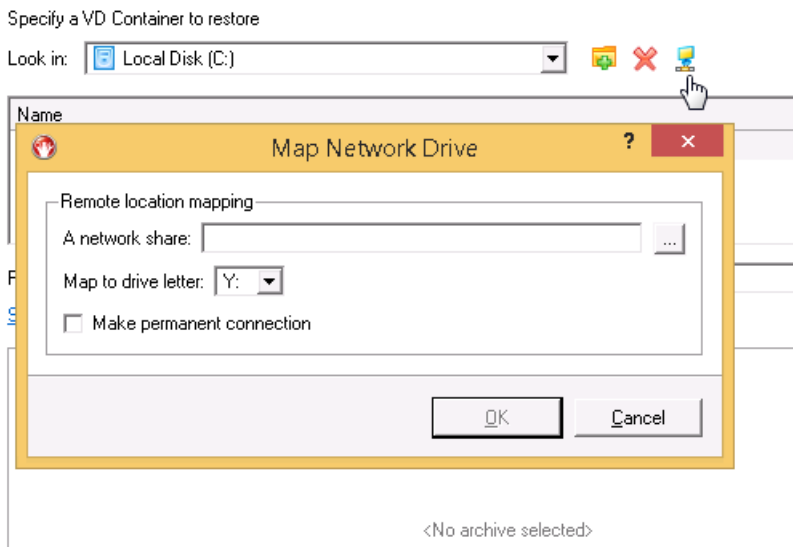 Specify a VD Container to restore
Look in: Local Disk (C:)
Name
Map Network Drive ? ×
Remote location mapping
A network share: ...
Map to drive letter: Y:
Make permanent connection
OK Cancel
<No archive selected>